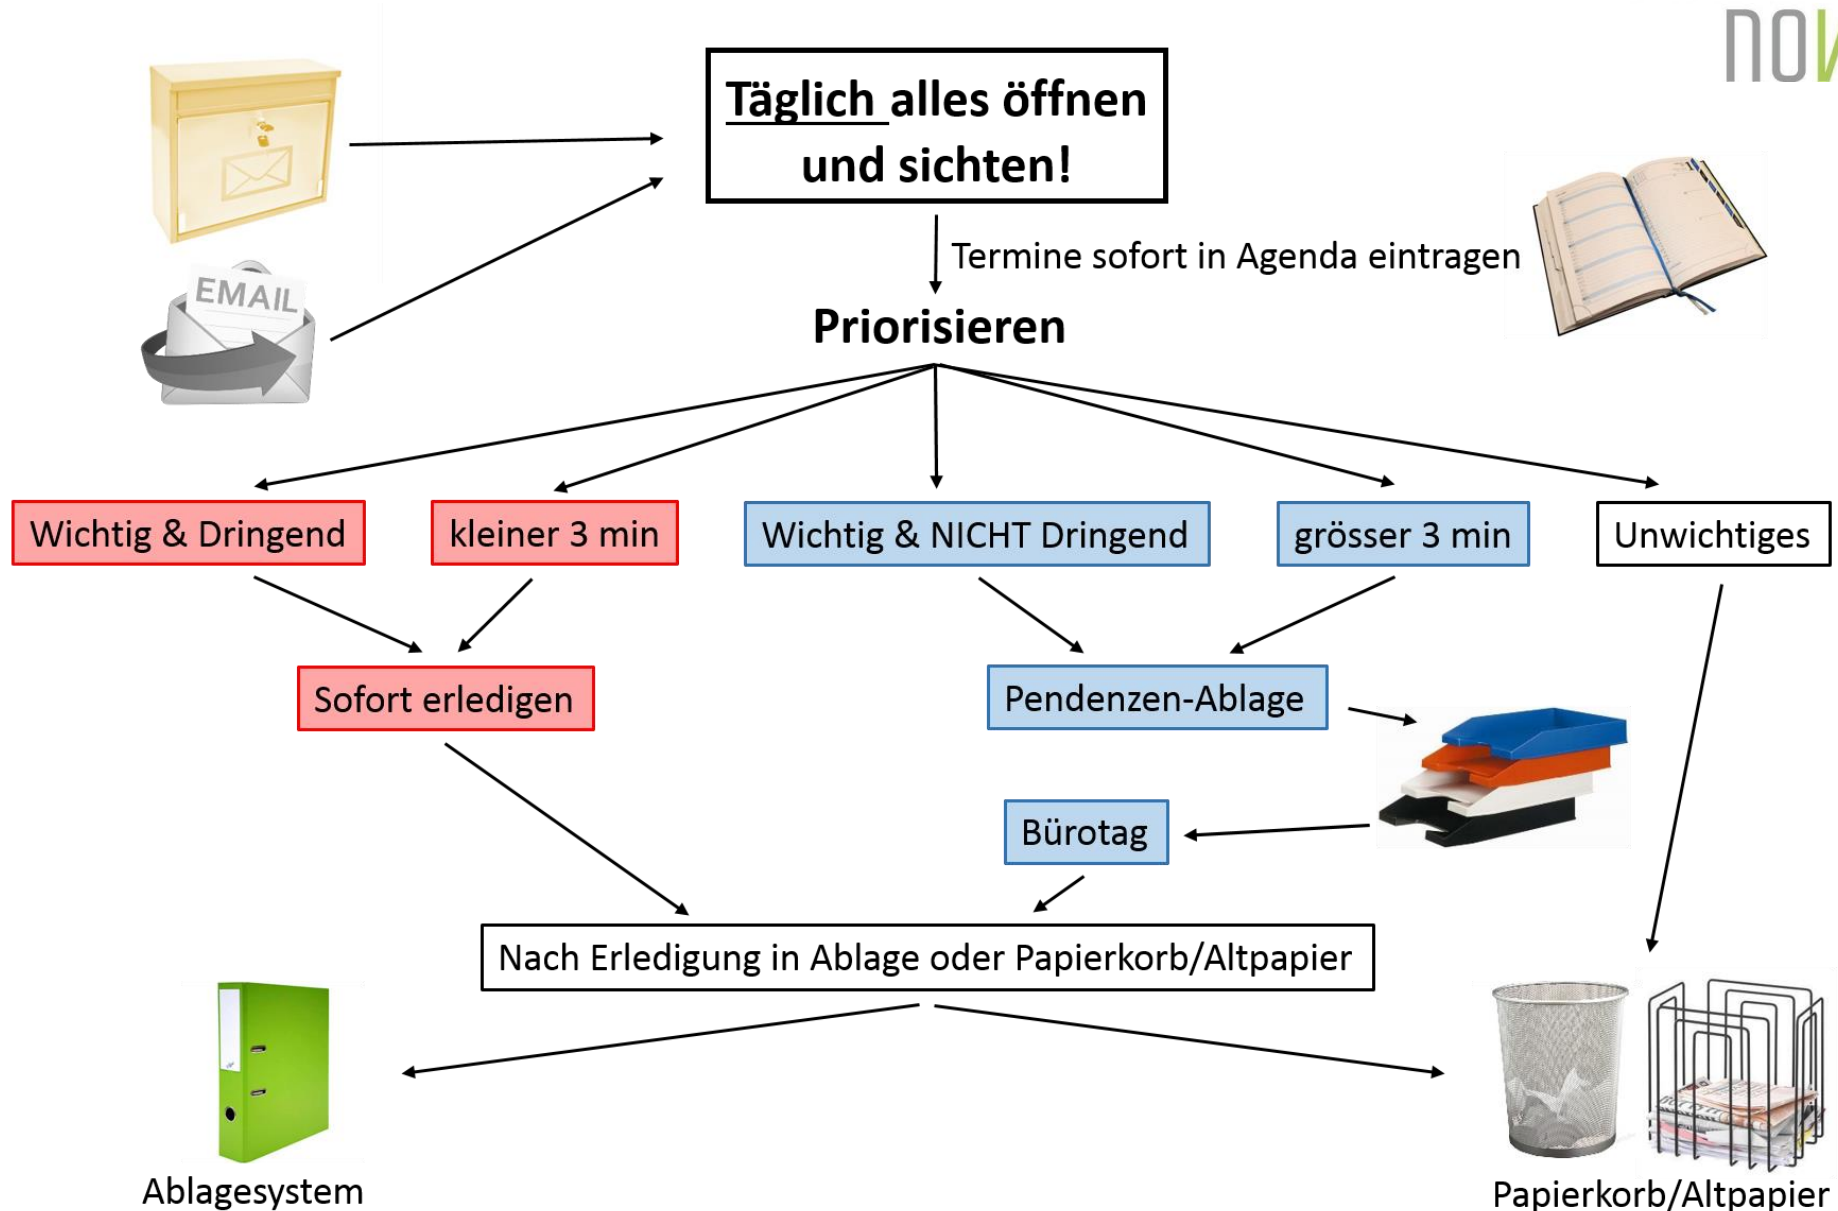 Täglich alles öffnen
und sichten!
EMAIL
Termine sofort in Agenda eintragen
Priorisieren
Wichtig & Dringend
kleiner 3 min
Wichtig & NICHT Dringend
grösser 3 min
Unwichtiges
Sofort erledigen
Pendenzen-Ablage
Bürotag
Nach Erledigung in Ablage oder Papierkorb/Altpapier
Ablagesystem
Papierkorb/Altpapier